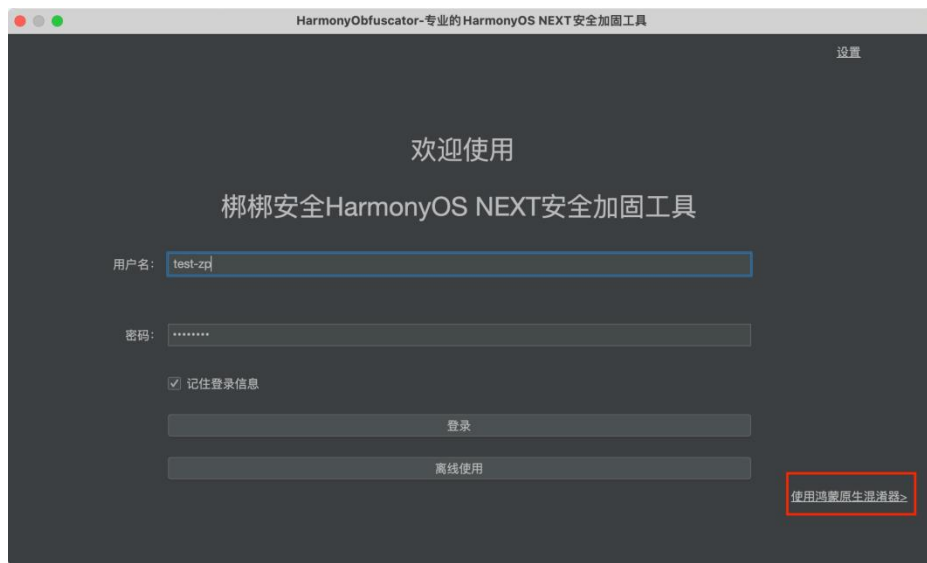 HarmonyObfuscator-专业的HarmonyOS NEXT安全加固工具
设置
欢迎使用
梆梆安全HarmonyOS NEXT安全加固工具
用户名: test-zp
密码: ••••••••
记住登录信息
登录
离线使用
使用鸿蒙原生混淆器>